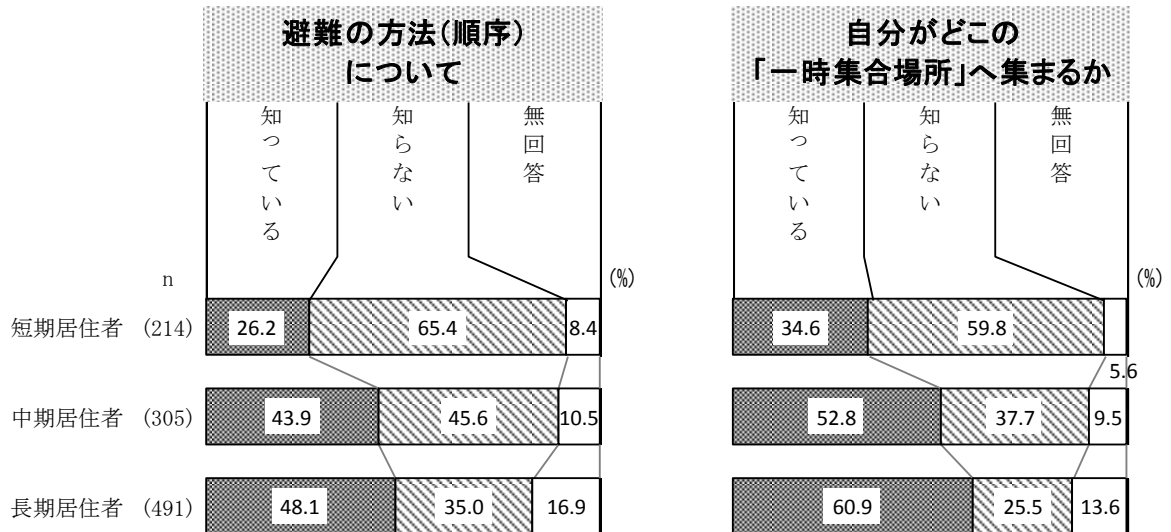 避難の方法(順序)
について
自分がどこの
「一時集合場所」へ集まるか
知っている
知らない
無回答
知っている
知らない
無回答
n
(%)
(%)
短期居住者 (214) 26.2 65.4 8.4 34.6 59.8 5.6
中期居住者 (305) 43.9 45.6 10.5 52.8 37.7 9.5
長期居住者 (491) 48.1 35.0 16.9 60.9 25.5 13.6